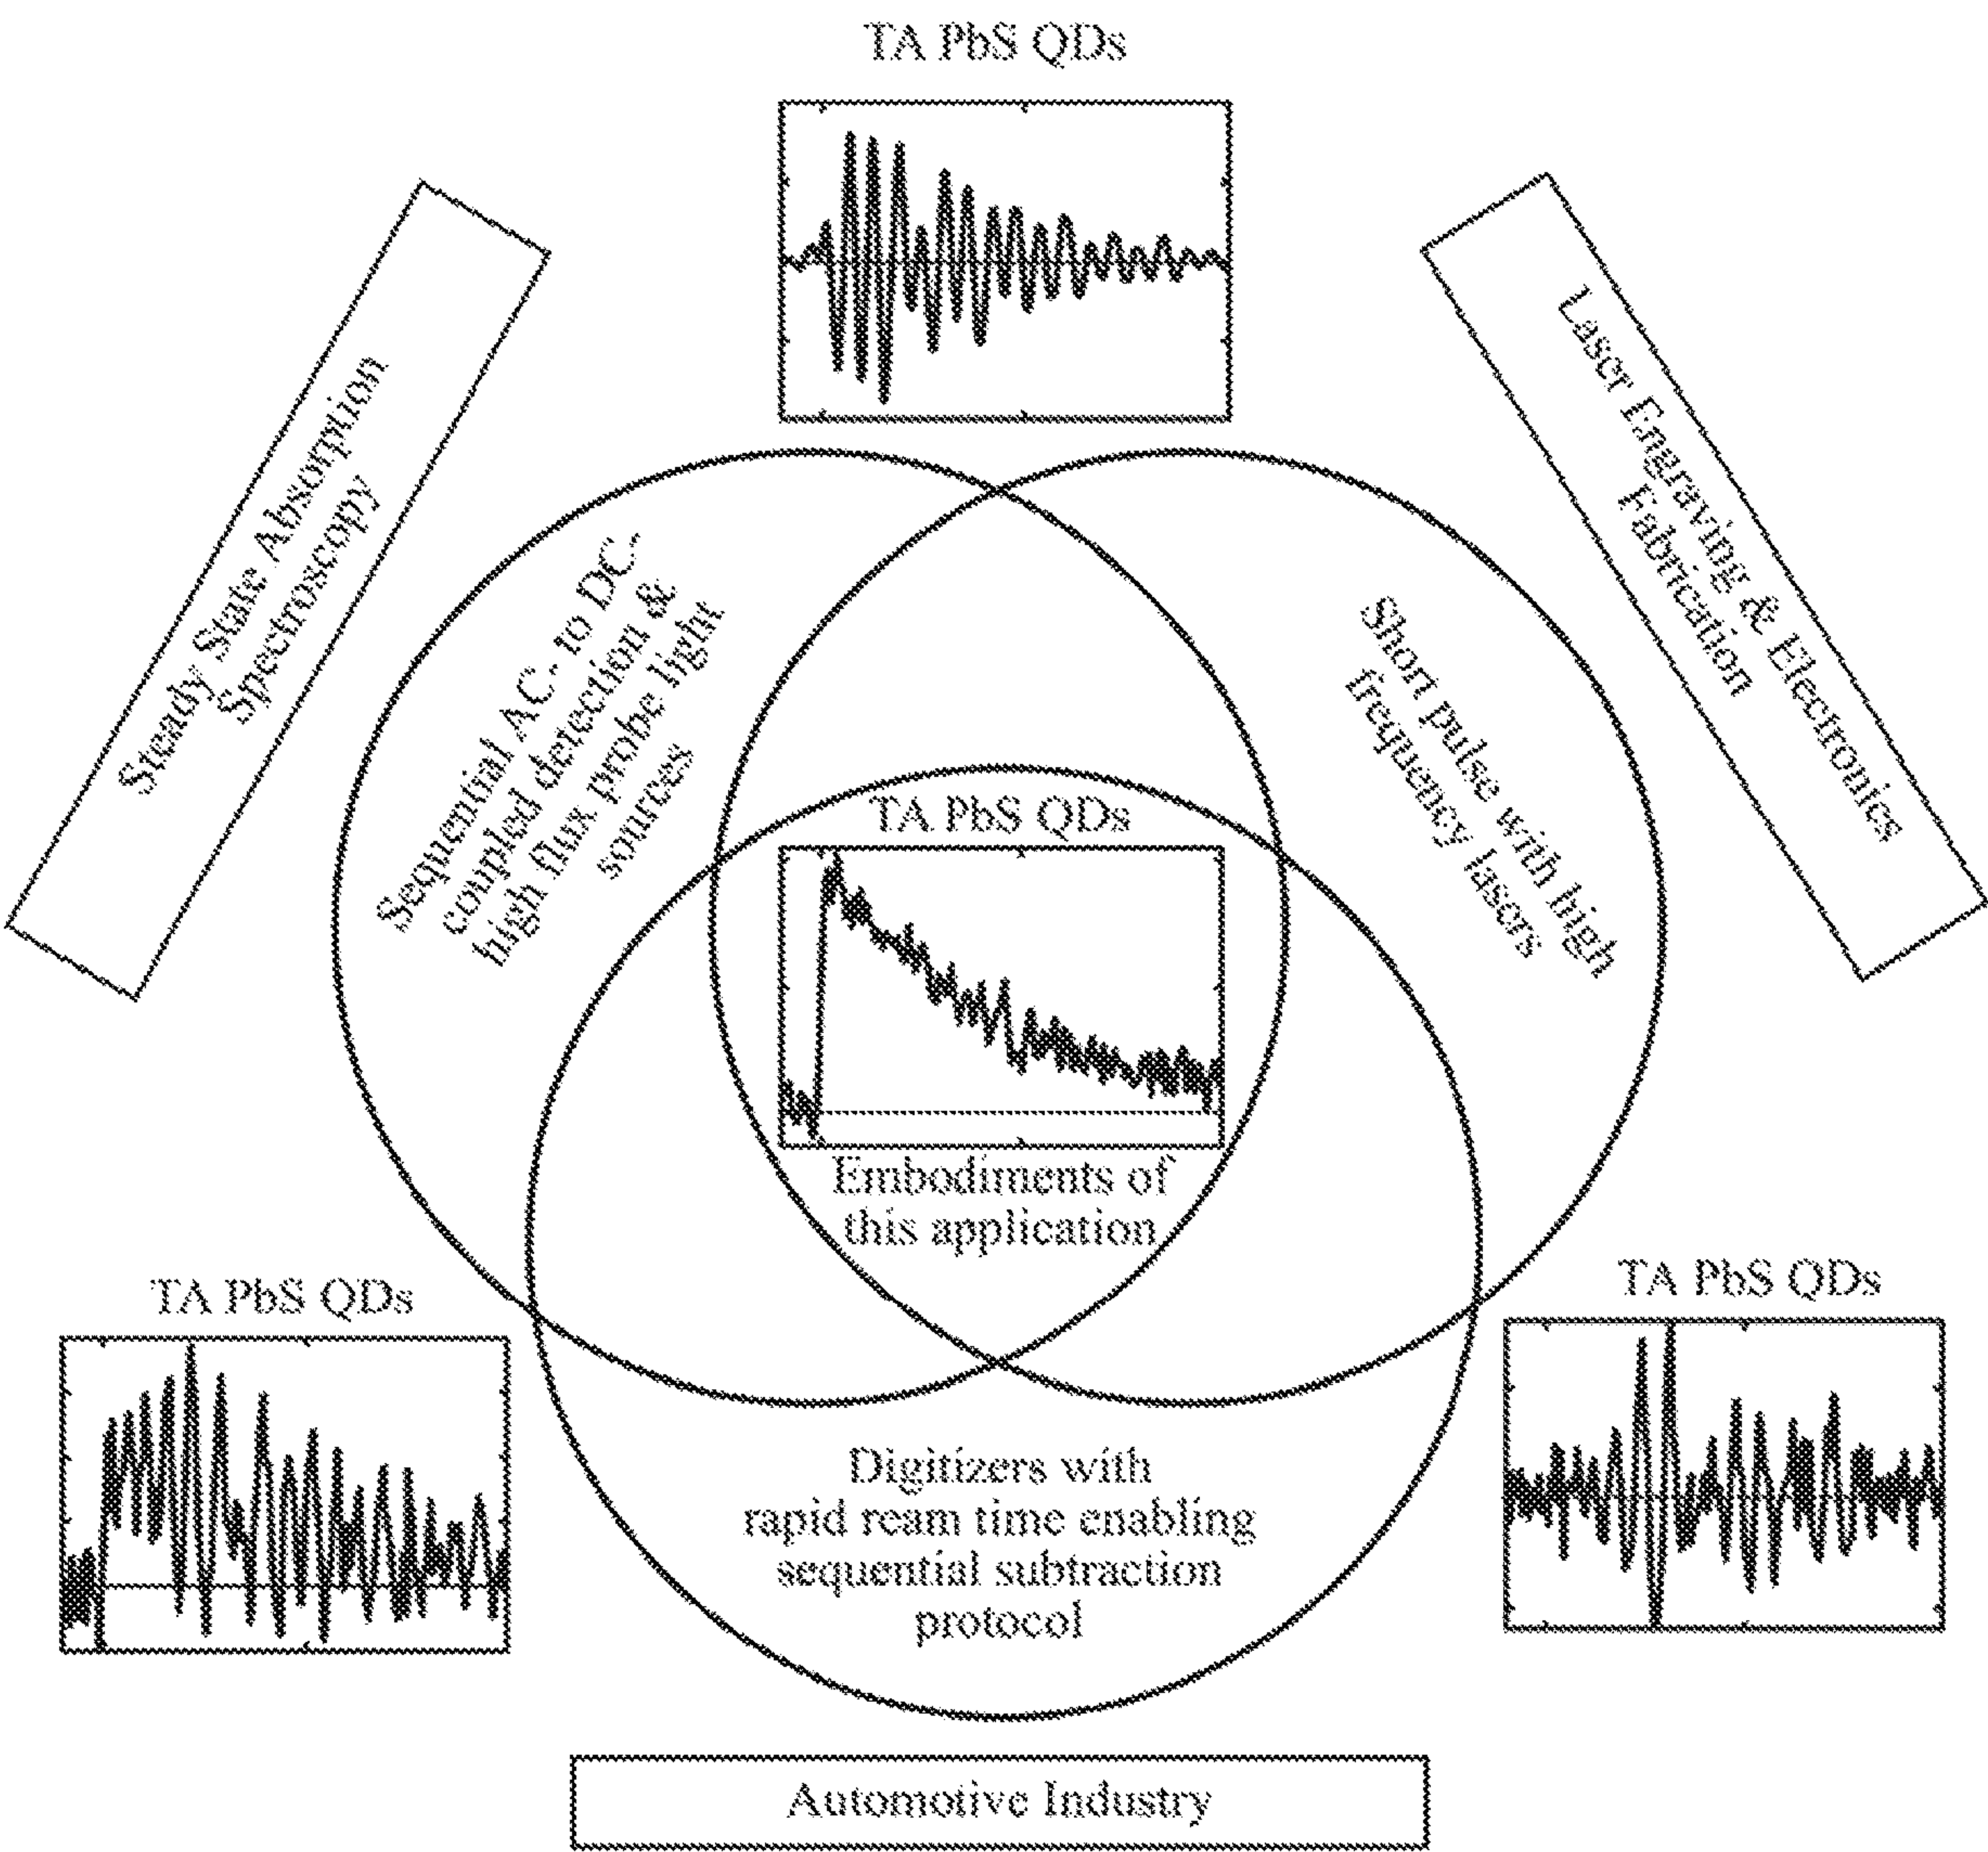 TA PbS QDs
Steady State Absorption
Spectroscopy
Laser Engraving & Electronics
Fabrication
Sequential AC- to DC-
coupled detection &
high flux probe light
sources
Short pulse with high
frequency lasers
TA PbS QDs
Embodiments of
this application
TA PbS QDs
TA PbS QDs
Digitizers with
rapid ream time enabling
sequential subtraction
protocol
Automotive Industry